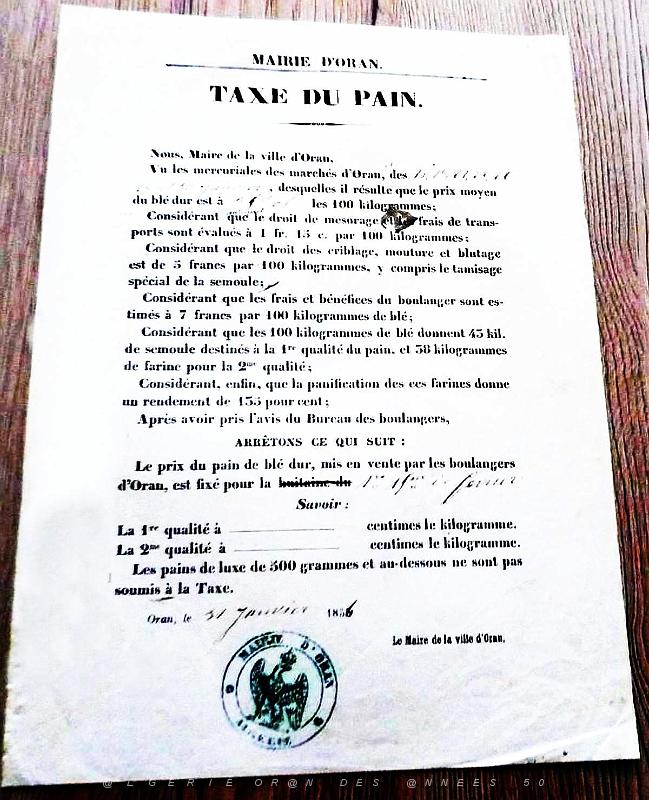 MAIRIE D'ORAN.
TAXE DU PAIN.
Nous, Maire de la ville d'Oran,
Vu les mercuriales des marchés d'Oran, des
, desquelles il résulte que le prix moyen
du blé dur est à les 100 kilogrammes;
Considérant que le droit de mesorage frais de trans-
ports sont évalués à 1 fr. 15 c. par 100 kilogrammes;
Considérant que le droit des criblage, mouture et blutage
est de 5 francs par 100 kilogrammes, y compris le tamisage
spécial de la semoule;
Considérant que les frais et bénéfices du boulanger sont es-
timés à 7 francs par 100 kilogrammes de blé;
Considérant que les 100 kilogrammes de blé donnent 43 kil.
de semoule destinés à la 1re qualité du pain, et 38 kilogrammes
de farine pour la 2me qualité;
Considérant, enfin, que la panification des ces farines donne
un rendement de 135 pour cent;
Après avoir pris l'avis du Bureau des boulangers,
ARRÊTONS CE QUI SUIT :
Le prix du pain de blé dur, mis en vente par les boulangers
d'Oran, est fixé pour la huitaine du 1re 15ne de février
Savoir :
La 1re qualité à centimes le kilogramme.
La 2me qualité à centimes le kilogramme.
Les pains de luxe de 500 grammes et au-dessous ne sont pas
soumis à la Taxe.
Oran, le 31 Janvier 1856
Le Maire de la ville d'Oran.
MAIRIE D'ORAN
ALGERIE
@LGERIE OR@N DES @NNEES 50